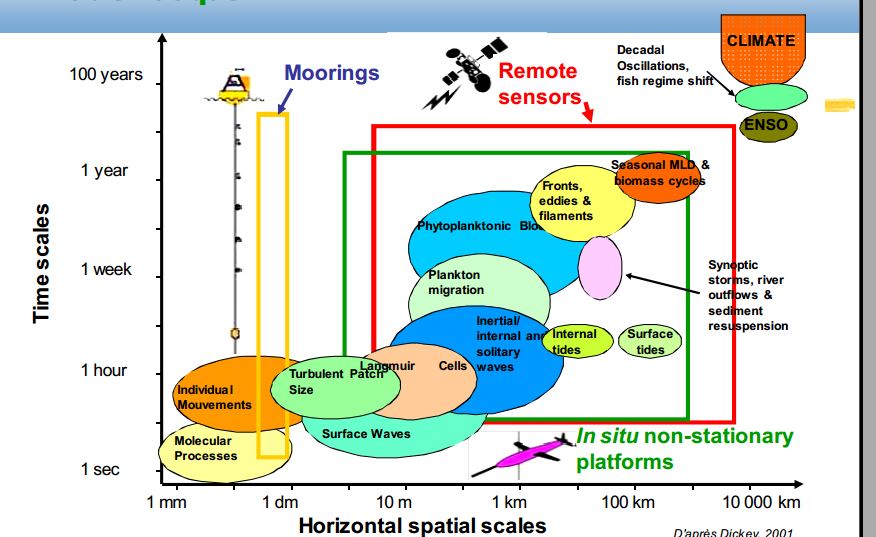 CLIMATE
Decadal
Oscillations,
fish regime shift
ENSO
Moorings
Remote
sensors
100 years
1 year
1 week
1 hour
1 sec
Time scales
Seasonal MLD &
biomass cycles
Fronts,
eddies &
filaments
Phytoplanktonic Bloo
Plankton
migration
Synoptic
storms, river
outflows &
sediment
resuspension
Inertial/
internal and
solitary
waves
Internal
tides
Surface
tides
Langmuir Cells
Turbulent Patch
Size
Individual
Mouvements
Surface Waves
Molecular
Processes
In situ non-stationary
platforms
1 mm
1 dm
10 m
1 km
100 km
10 000 km
Horizontal spatial scales
D'après Dickey, 2001